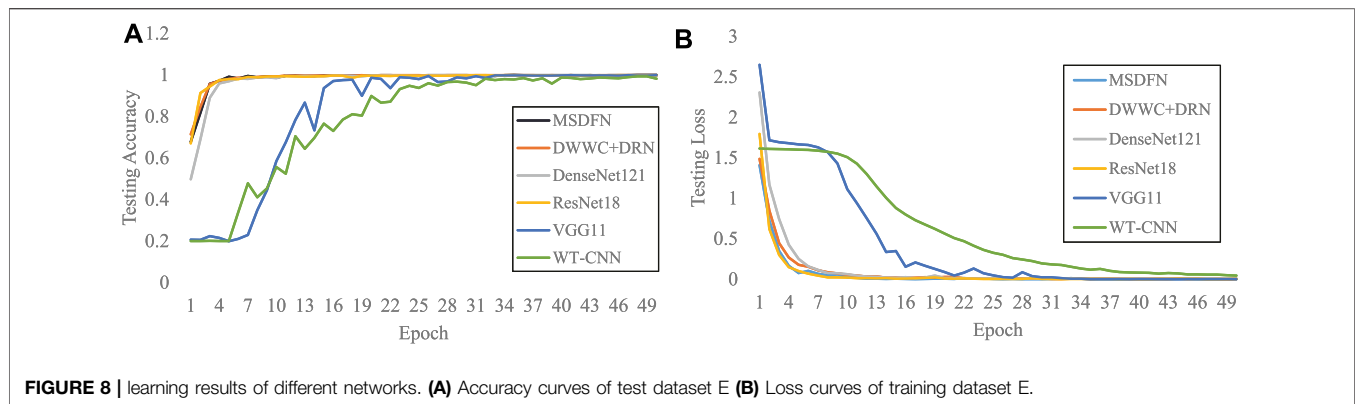 A
1.2
1
0.8
0.6
0.4
0.2
0
Testing Accuracy
1 4 7 10 13 16 19 22 25 28 31 34 37 40 43 46 49
Epoch
MSDFN
DWWC+DRN
DenseNet121
ResNet18
VGG11
WT-CNN
B
3
2.5
2
1.5
1
0.5
0
Testing Loss
1 4 7 10 13 16 19 22 25 28 31 34 37 40 43 46 49
Epoch
MSDFN
DWWC+DRN
DenseNet121
ResNet18
VGG11
WT-CNN
FIGURE 8 | learning results of different networks. (A) Accuracy curves of test dataset E (B) Loss curves of training dataset E.